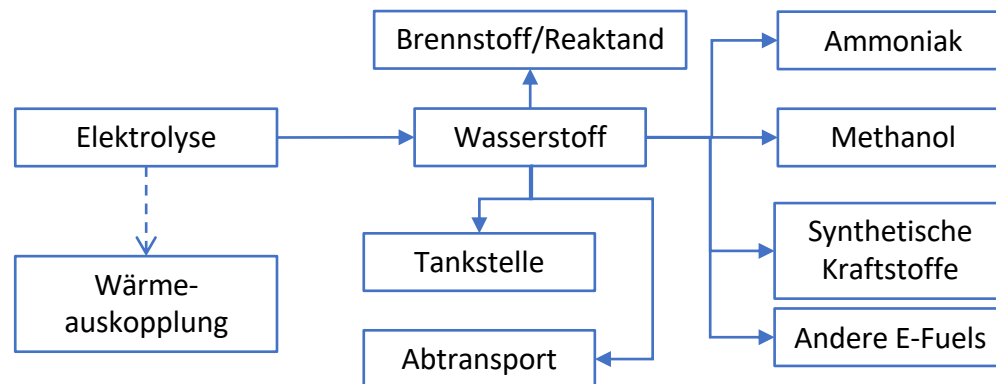 Brennstoff/Reaktand
Ammoniak
Elektrolyse
Wasserstoff
Methanol
Synthetische
Kraftstoffe
Tankstelle
Wärme-
auskopplung
Andere E-Fuels
Abtransport